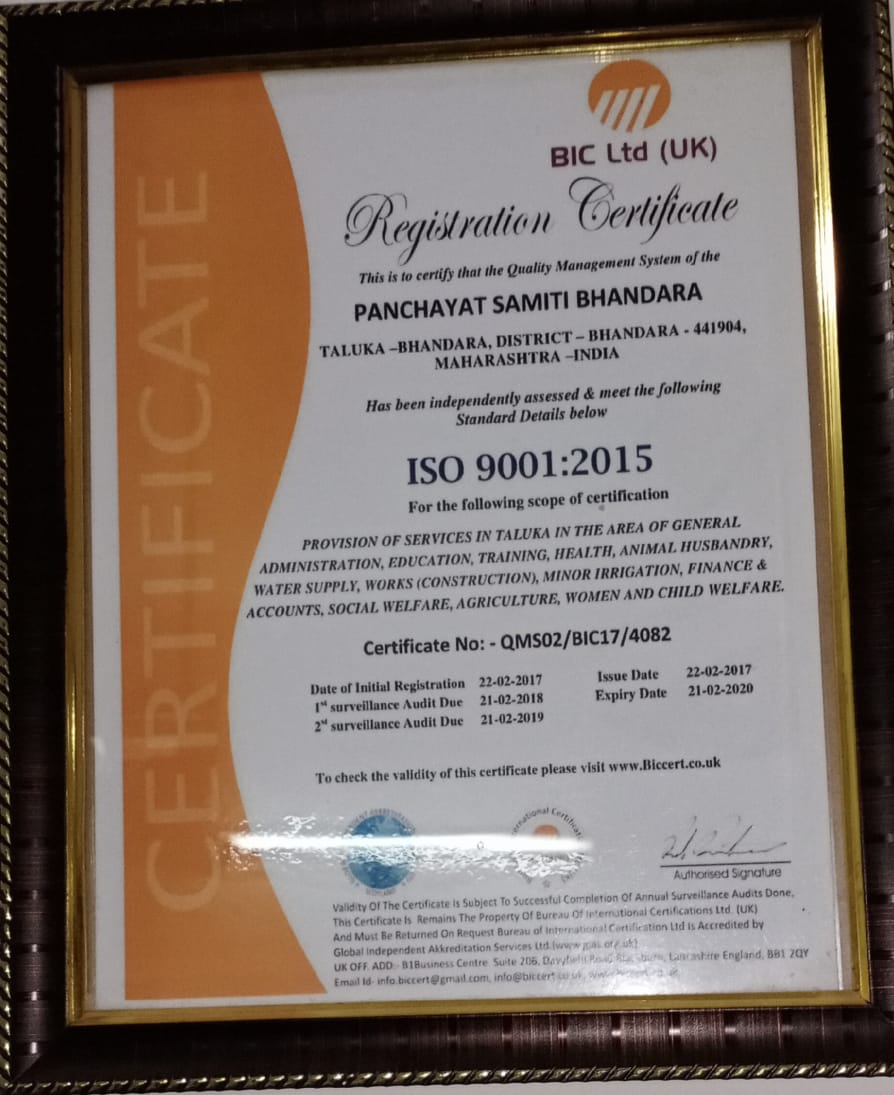 CERTIFICATE
BIC Ltd (UK)
Registration Certificate
This is to certify that the Quality Management System of the
PANCHAYAT SAMITI BHANDARA
TALUKA –BHANDARA, DISTRICT – BHANDARA - 441904,
MAHARASHTRA –INDIA
Has been independently assessed & meet the following
Standard Details below
ISO 9001:2015
For the following scope of certification
PROVISION OF SERVICES IN TALUKA IN THE AREA OF GENERAL
ADMINISTRATION, EDUCATION, TRAINING, HEALTH, ANIMAL HUSBANDRY,
WATER SUPPLY, WORKS (CONSTRUCTION), MINOR IRRIGATION, FINANCE &
ACCOUNTS, SOCIAL WELFARE, AGRICULTURE, WOMEN AND CHILD WELFARE.
Certificate No: - QMS02/BIC17/4082
Date of Initial Registration 22-02-2017 Issue Date 22-02-2017
1st surveillance Audit Due 21-02-2018 Expiry Date 21-02-2020
2st surveillance Audit Due 21-02-2019
To check the validity of this certificate please visit www.Biccert.co.uk
Authorised Signature
Validity Of The Certificate Is Subject To Successful Completion Of Annual Surveillance Audits Done,
This Certificate Is Remains The Property Of Bureau Of International Certifications Ltd. (UK)
And Must Be Returned On Request Bureau of International Certification Ltd is Accredited by
Global Independent Akkreditation Services Ltd.
UK OFF. ADD:- B1Business Centre. Suite 206, Davyfield Road Lancashire England, BB1 2QY
Email Id- info.biccert@gmail.com,